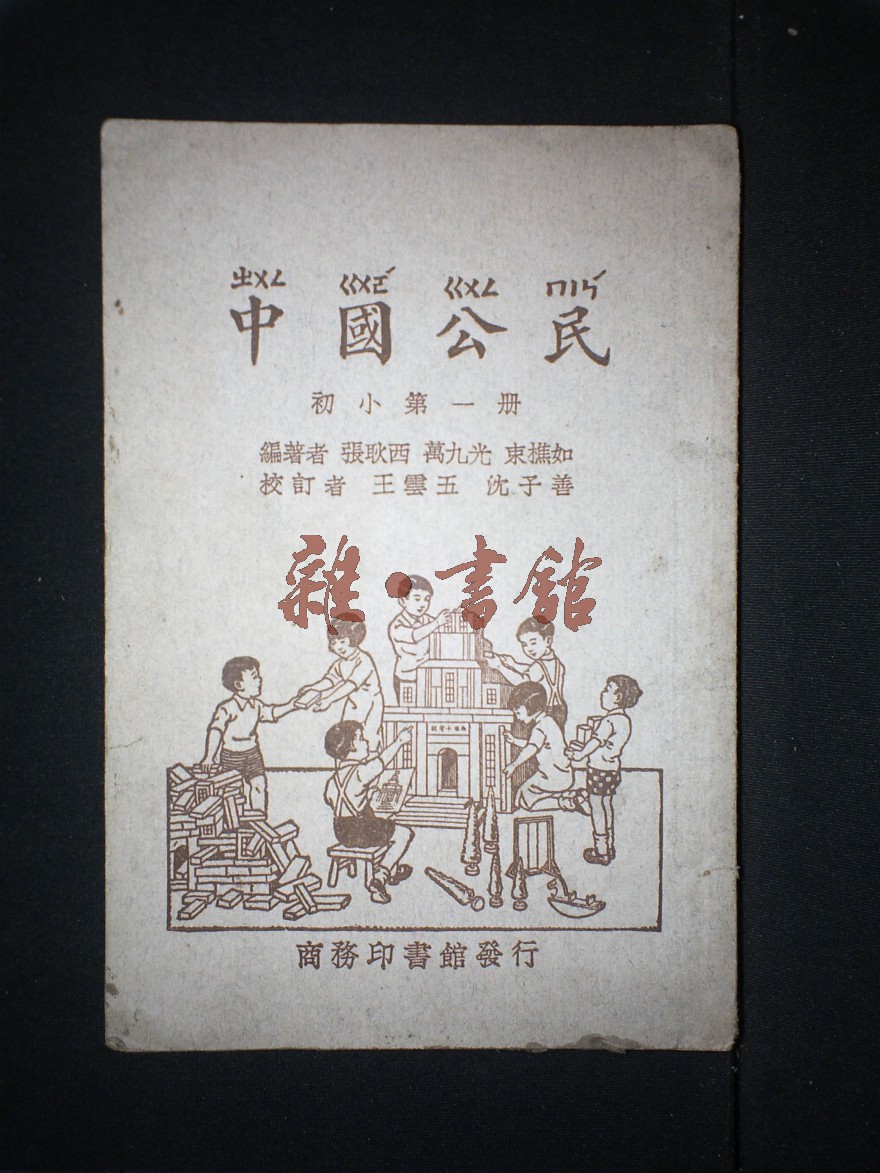 ㄓㄨㄥ ㄍㄨㄛˊ ㄍㄨㄥ ㄇㄧㄣˊ
中國公民
初小第一册
編著者 張耿西 萬九光 束樵如
校訂者 王雲五 沈子善
雜·書館
商務印書館發行